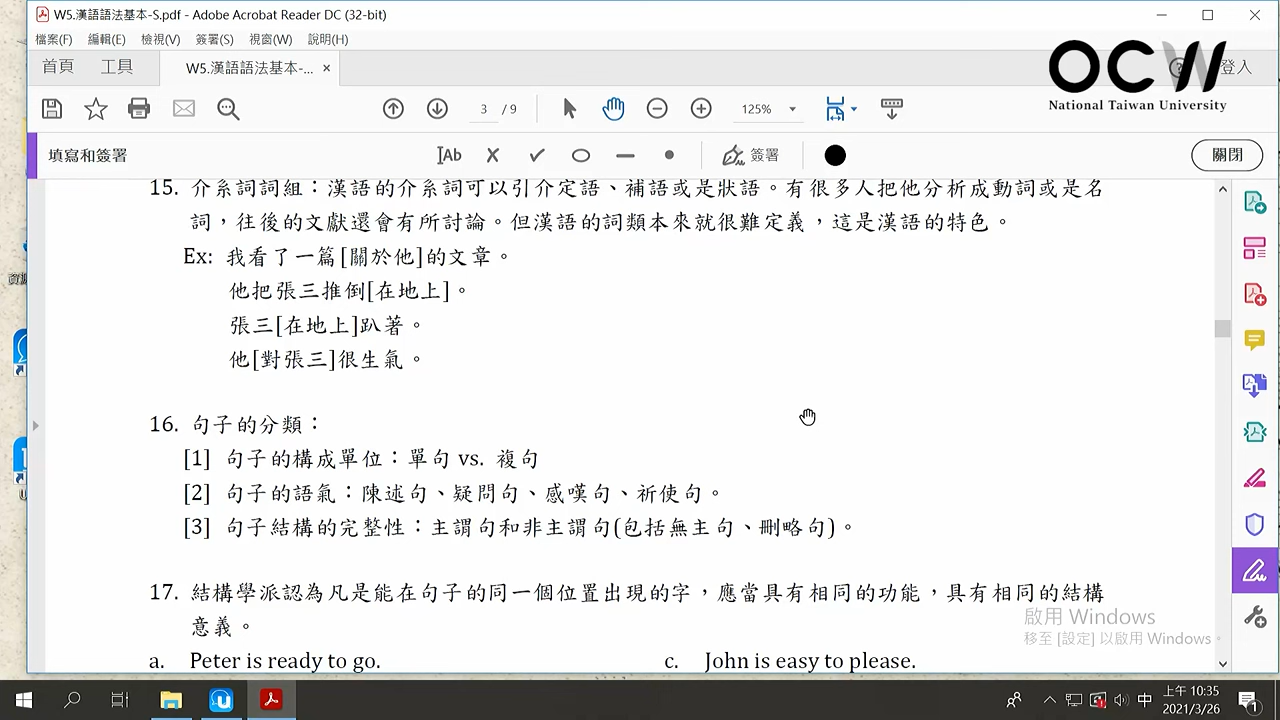 W5.漢語語法基本-S.pdf - Adobe Acrobat Reader DC (32-bit)
檔案(F) 編輯(E) 檢視(V) 簽署(S) 視窗(W) 說明(H)
首頁 工具 W5.漢語語法基本-... × 登入
OCW
National Taiwan University
3 / 9 125%
填寫和簽署 簽署 關閉
15. 介系詞詞組：漢語的介系詞可以引介定語、補語或是狀語。有很多人把他分析成動詞或是名
詞，往後的文獻還會有所討論。但漢語的詞類本來就很難定義，這是漢語的特色。
Ex: 我看了一篇[關於他]的文章。
他把張三推倒[在地上]。
張三[在地上]趴著。
他[對張三]很生氣。
16. 句子的分類：
[1] 句子的構成單位：單句 vs. 複句
[2] 句子的語氣：陳述句、疑問句、感嘆句、祈使句。
[3] 句子結構的完整性：主謂句和非主謂句(包括無主句、刪略句)。
17. 結構學派認為凡是能在句子的同一個位置出現的字，應當具有相同的功能，具有相同的結構
意義。
啟用 Windows
移至 [設定] 以啟用 Windows。
a. Peter is ready to go. c. John is easy to please.
中 上午 10:35
2021/3/26